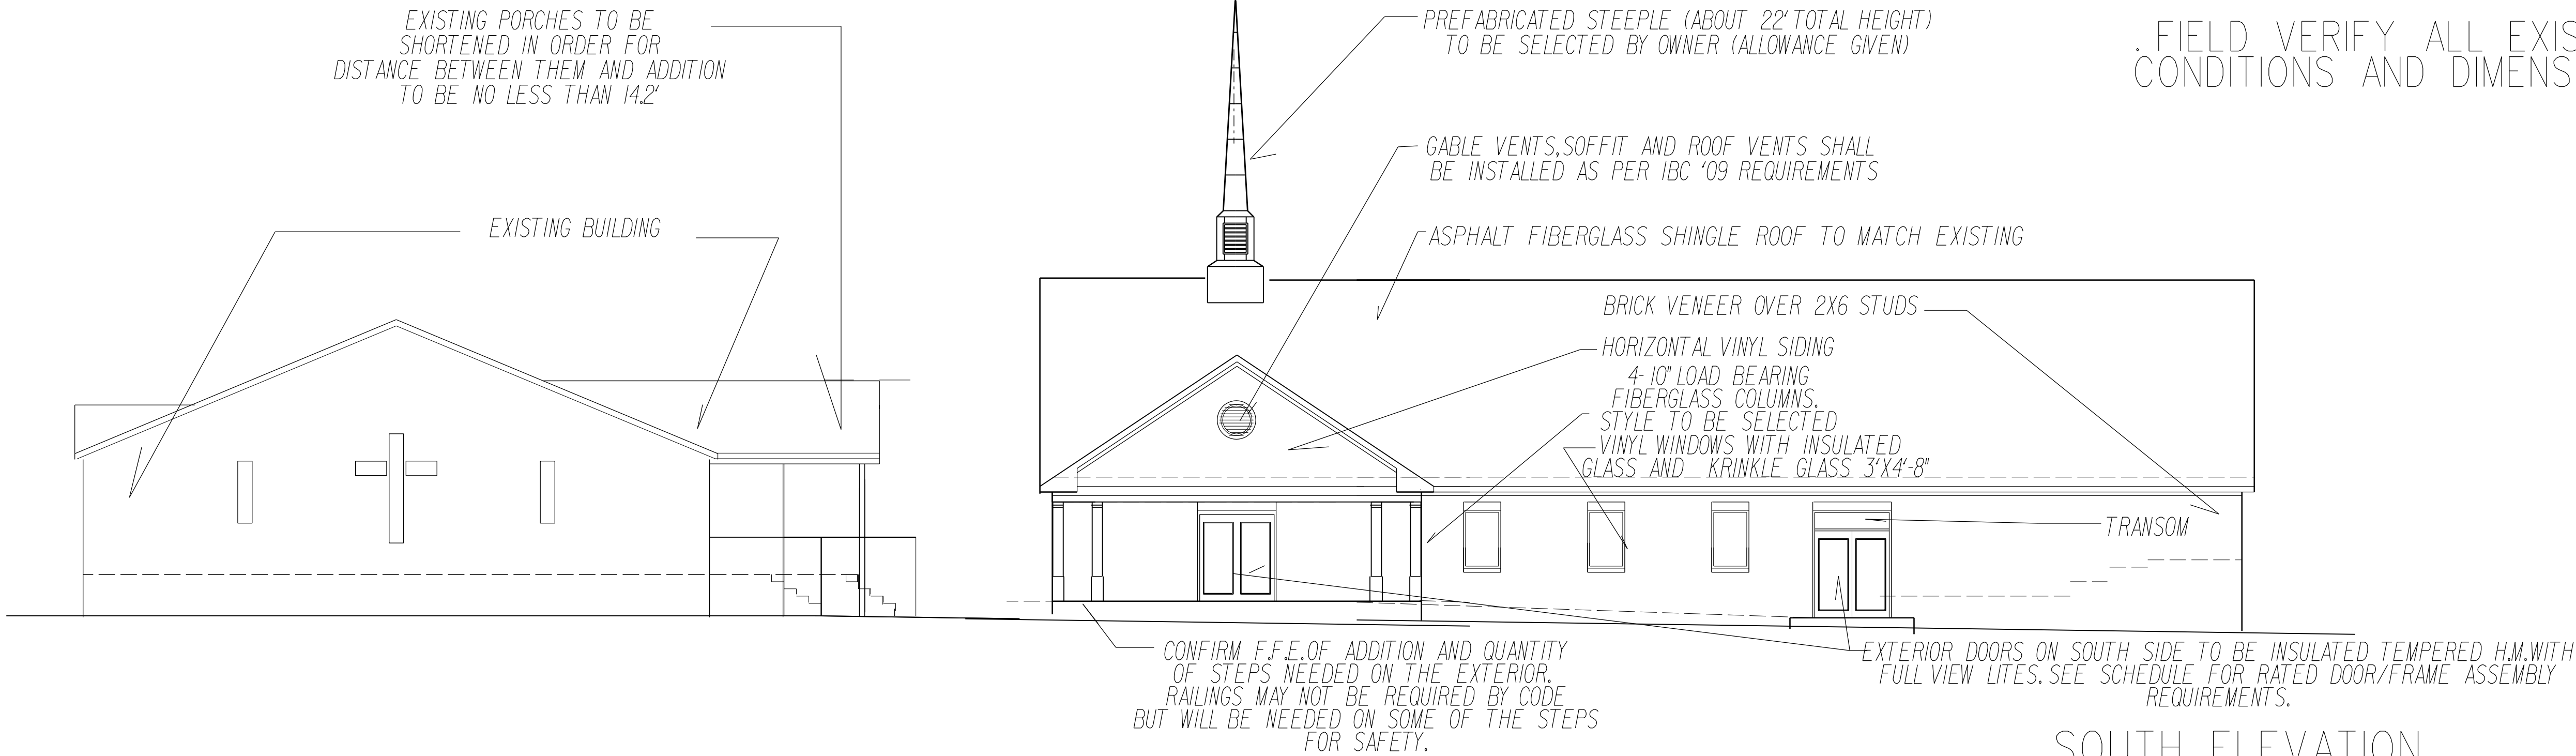 EXISTING PORCHES TO BE
SHORTENED IN ORDER FOR
DISTANCE BETWEEN THEM AND ADDITION
TO BE NO LESS THAN 14.2'
EXISTING BUILDING
PREFABRICATED STEEPLE (ABOUT 22' TOTAL HEIGHT)
TO BE SELECTED BY OWNER (ALLOWANCE GIVEN)
. FIELD VERIFY ALL EXIS
CONDITIONS AND DIMENS
GABLE VENTS,SOFFIT AND ROOF VENTS SHALL
BE INSTALLED AS PER IBC '09 REQUIREMENTS
ASPHALT FIBERGLASS SHINGLE ROOF TO MATCH EXISTING
BRICK VENEER OVER 2X6 STUDS
HORIZONTAL VINYL SIDING
4-10" LOAD BEARING
FIBERGLASS COLUMNS.
STYLE TO BE SELECTED
VINYL WINDOWS WITH INSULATED
GLASS AND KRINKLE GLASS 3'X4'-8"
TRANSOM
CONFIRM F.F.E.OF ADDITION AND QUANTITY
OF STEPS NEEDED ON THE EXTERIOR.
RAILINGS MAY NOT BE REQUIRED BY CODE
BUT WILL BE NEEDED ON SOME OF THE STEPS
FOR SAFETY.
EXTERIOR DOORS ON SOUTH SIDE TO BE INSULATED TEMPERED H.M.WITH
FULL VIEW LITES.SEE SCHEDULE FOR RATED DOOR/FRAME ASSEMBLY
REQUIREMENTS.
SOUTH ELEVATION